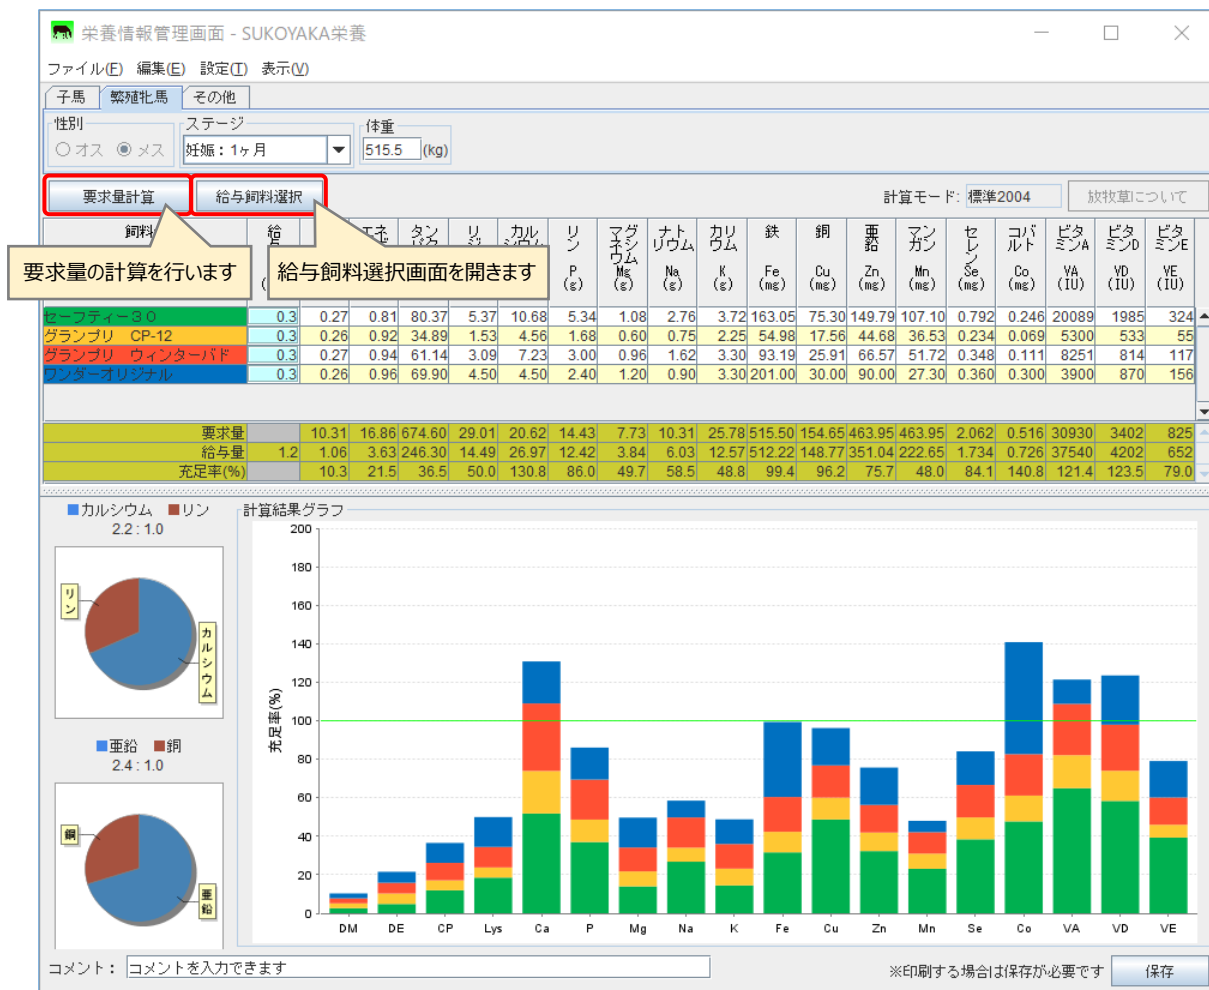 栄養情報管理画面 - SUKOYAKA栄養
ファイル(F) 編集(E) 設定(T) 表示(V)
子馬 繁殖牝馬 その他
性別 ステージ 体重
オス メス 妊娠：1ヶ月 515.5 (kg)
要求量計算 給与飼料選択 計算モード: 標準2004 放牧草について
要求量の計算を行います 給与飼料選択画面を開きます
飼料 給 エネ タンパク リジ カルシウム リン マグネシウム ナトリウム カリウム 鉄 銅 亜鉛 マンガン セレン コバルト ビタミンA ビタミンD ビタミンE
P Mg Na K Fe Cu Zn Mn Se Co VA VD VE
(g) (g) (g) (g) (mg) (mg) (mg) (mg) (mg) (mg) (IU) (IU) (IU)
セーフティー３０ 0.3 0.27 0.81 80.37 5.37 10.68 5.34 1.08 2.76 3.72 163.05 75.30 149.79 107.10 0.792 0.246 20089 1985 324
グランプリ CP-12 0.3 0.26 0.92 34.89 1.53 4.56 1.68 0.60 0.75 2.25 54.98 17.56 44.68 36.53 0.234 0.069 5300 533 55
グランプリ ウィンターバド 0.3 0.27 0.94 61.14 3.09 7.23 3.00 0.96 1.62 3.30 93.19 25.91 66.57 51.72 0.348 0.111 8251 814 117
ワンダーオリジナル 0.3 0.26 0.96 69.90 4.50 4.50 2.40 1.20 0.90 3.30 201.00 30.00 90.00 27.30 0.360 0.300 3900 870 156
要求量 10.31 16.86 674.60 29.01 20.62 14.43 7.73 10.31 25.78 515.50 154.65 463.95 463.95 2.062 0.516 30930 3402 825
給与量 1.2 1.06 3.63 246.30 14.49 26.97 12.42 3.84 6.03 12.57 512.22 148.77 351.04 222.65 1.734 0.726 37540 4202 652
充足率(%) 10.3 21.5 36.5 50.0 130.8 86.0 49.7 58.5 48.8 99.4 96.2 75.7 48.0 84.1 140.8 121.4 123.5 79.0
カルシウム リン
2.2 : 1.0
リン
カルシウム
亜鉛 銅
2.4 : 1.0
銅
亜鉛
計算結果グラフ
充足率(%)
200
180
160
140
120
100
80
60
40
20
0
DM DE CP Lys Ca P Mg Na K Fe Cu Zn Mn Se Co VA VD VE
コメント： コメントを入力できます ※印刷する場合は保存が必要です 保存